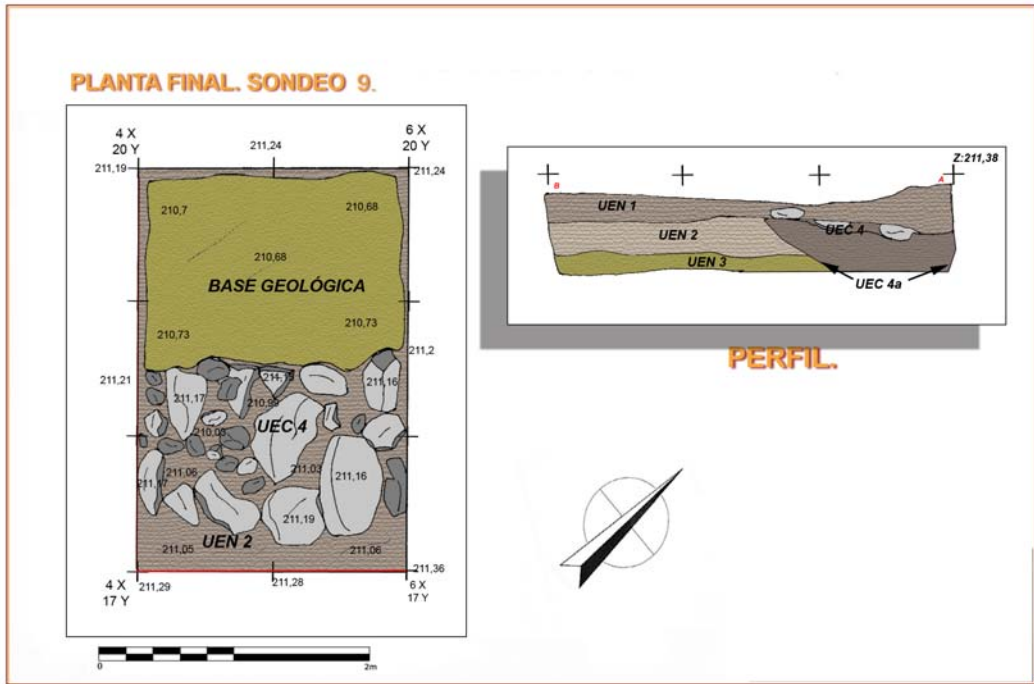 PLANTA FINAL. SONDEO 9.
4 X
20 Y
211,24
6 X
20 Y
211,19
211,24
210,7
210,68
210,68
BASE GEOLÓGICA
210,73
210,73
211,2
211,21
211,17
211,16
210,99
UEC 4
210,09
211,06
211,03
211,16
211,17
211,19
UEN 2
211,05
211,06
211,36
4 X
17 Y
211,29
211,28
6 X
17 Y
0
2m
Z:211,38
B
A
UEN 1
UEC 4
UEN 2
UEN 3
UEC 4a
PERFIL.